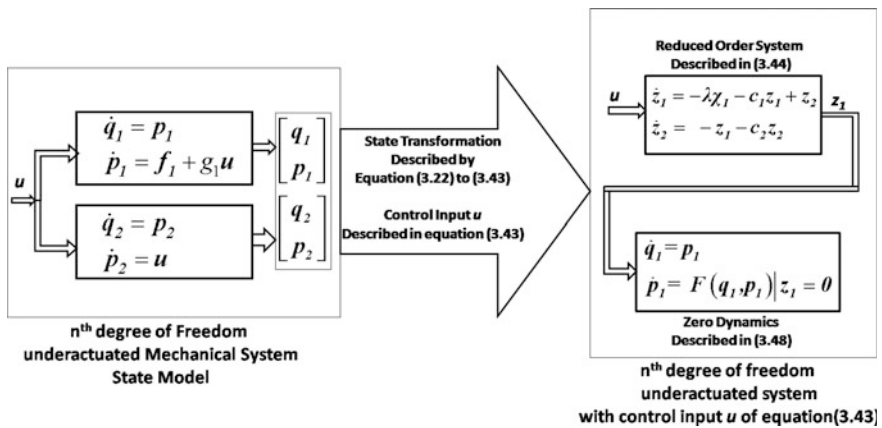 u
q̇₁ = p₁
ṗ₁ = f₁ + g₁u
q̇₂ = p₂
ṗ₂ = u
[q₁
p₁]
[q₂
p₂]
nth degree of Freedom
underactuated Mechanical System
State Model
State Transformation
Described by
Equation (3.22) to (3.43)
Control Input u
Described in equation (3.43)
Reduced Order System
Described in (3.44)
u
ż₁ = −λχ₁ − c₁z₁ + z₂
ż₂ = −z₁ − c₂z₂
z₁
q̇₁ = p₁
ṗ₁ = F(q₁,p₁)|z₁ = 0
Zero Dynamics
Described in (3.48)
nth degree of freedom
underactuated system
with control input u of equation(3.43)